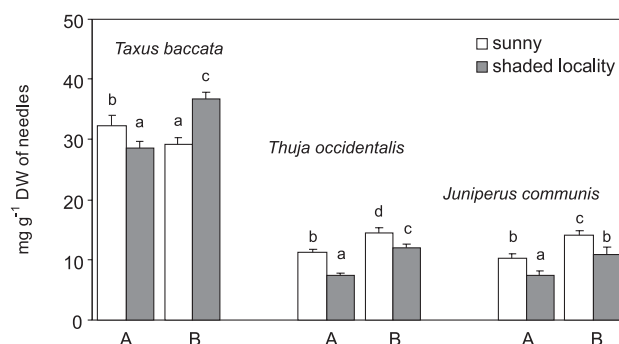 50
40
30
20
10
0
mg g⁻¹ DW of needles
Taxus baccata
Thuja occidentalis
Juniperus communis
sunny
shaded locality
b a a c
b a d c
b a c b
A B A B A B